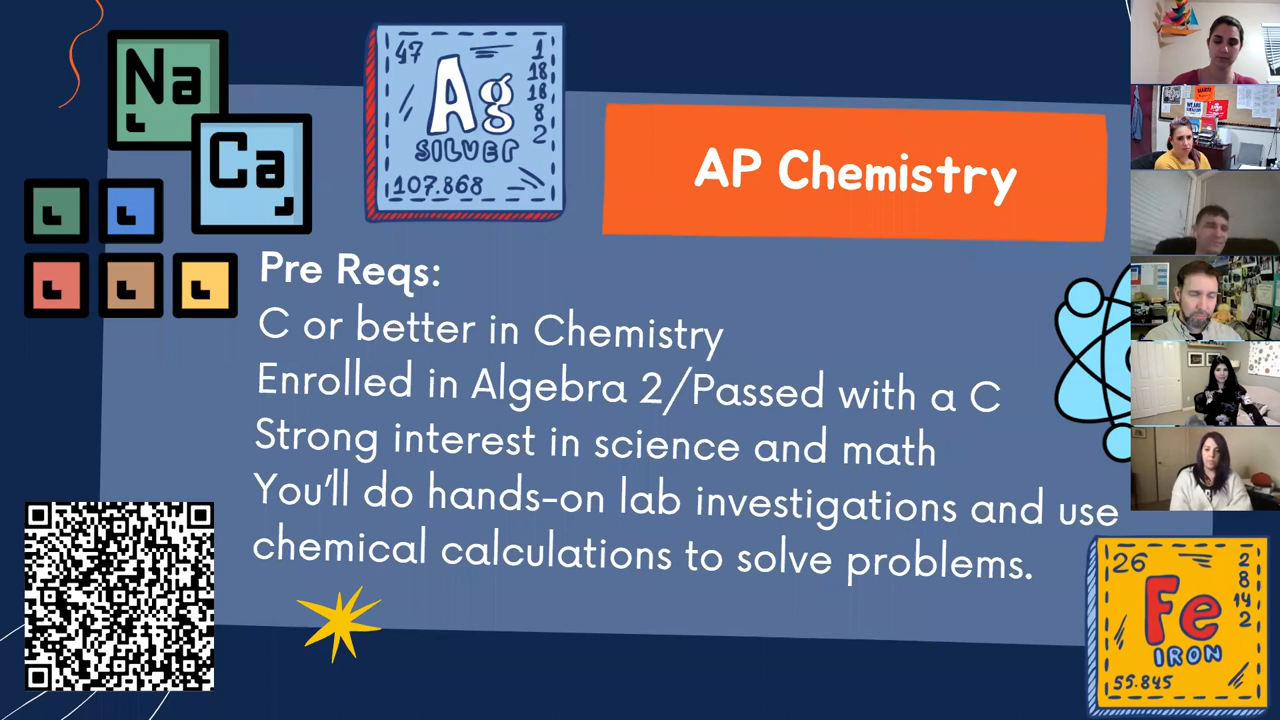 Na
Ca
47
Ag
1
18
18
8
2
SILVER
107.868
AP Chemistry
Pre Reqs:
C or better in Chemistry
Enrolled in Algebra 2/Passed with a C
Strong interest in science and math
You'll do hands-on lab investigations and use
chemical calculations to solve problems.
26
Fe
2
8
14
2
IRON
55.845